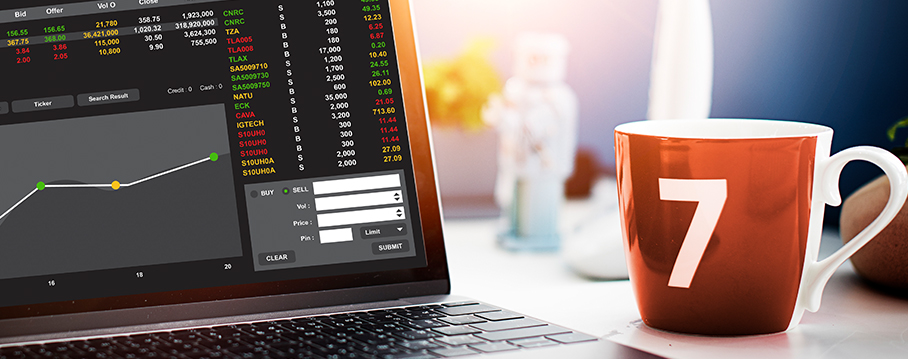 Bid Offer Vol O Close
156.55 156.65 21,780 358.75 1,923,000
367.75 368.00 36,421,000 1,020.32 318,920,000
3.84 3.86 115,000 30.50 3,624,300
2.00 2.05 10,800 9.90 755,500
CNRC S 3,100 49.35
CNRC S 500 12.23
TZA B 180 6.25
TLA005 B 200 6.87
TLA008 B 17,000 0.20
TLAX S 1,200 10.40
SA5009710 S 1,700 24.55
SA5009730 S 2,500 26.11
SA5009750 S 600 102.00
NATU B 35,000 0.69
ECK S 2,000 21.05
CAVA B 3,200 713.60
IGTECH S 300 11.44
S10UH0 B 300 11.44
S10UH0 B 300 11.44
S10UH0 B 300 27.09
S10UH0A S 2,000 27.09
S10UH0A S 2,000
Ticker Search Result Credit : 0 Cash : 0
16 18 20
BUY SELL
Vol :
Price :
Pin : Limit
CLEAR SUBMIT
7